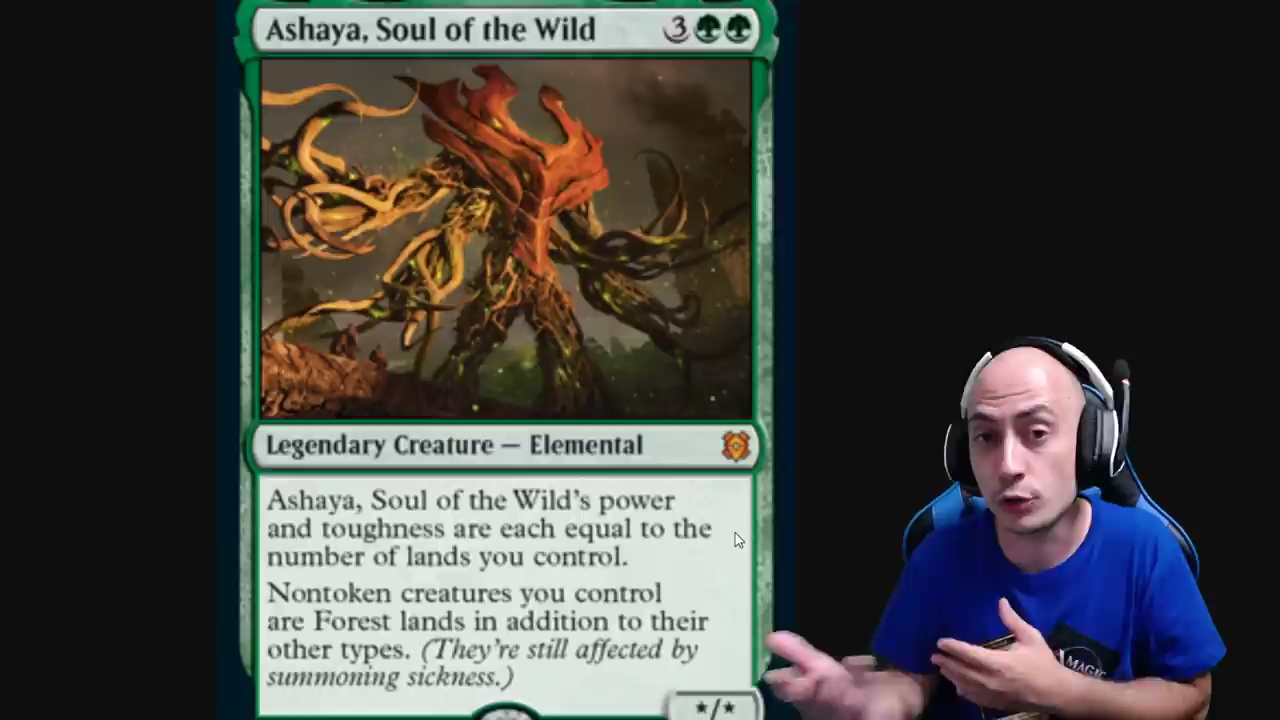 Ashaya, Soul of the Wild 3
Legendary Creature — Elemental
Ashaya, Soul of the Wild's power
and toughness are each equal to the
number of lands you control.
Nontoken creatures you control
are Forest lands in addition to their
other types. (They're still affected by
summoning sickness.)
*/*
MAGIC